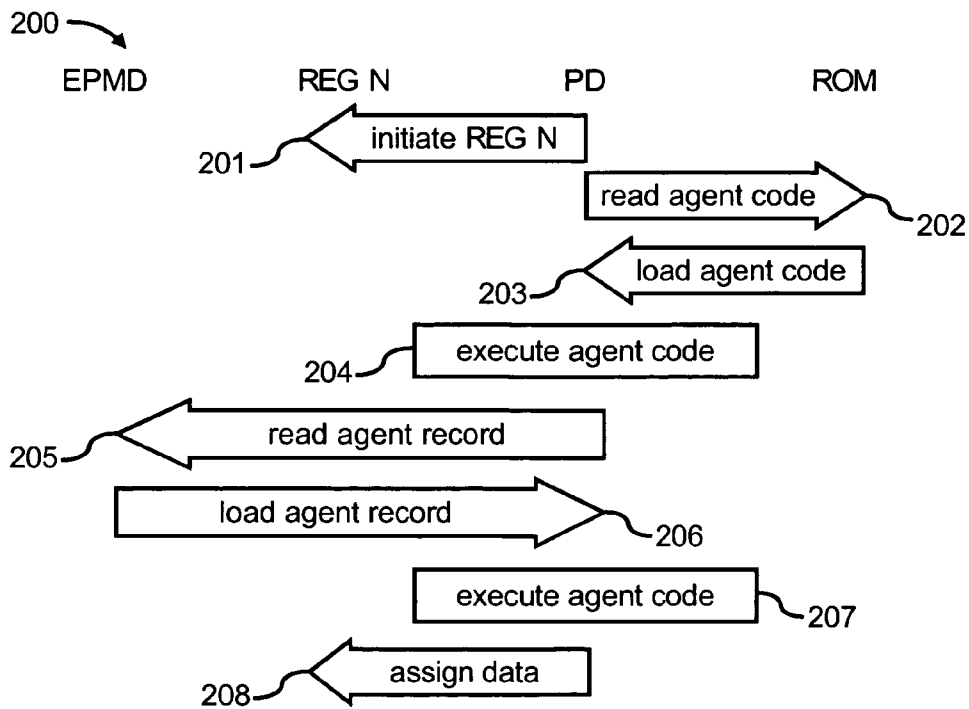 200
EPMD REG N PD ROM
initiate REG N
201
read agent code
202
load agent code
203
execute agent code
204
read agent record
205
load agent record
206
execute agent code
207
assign data
208